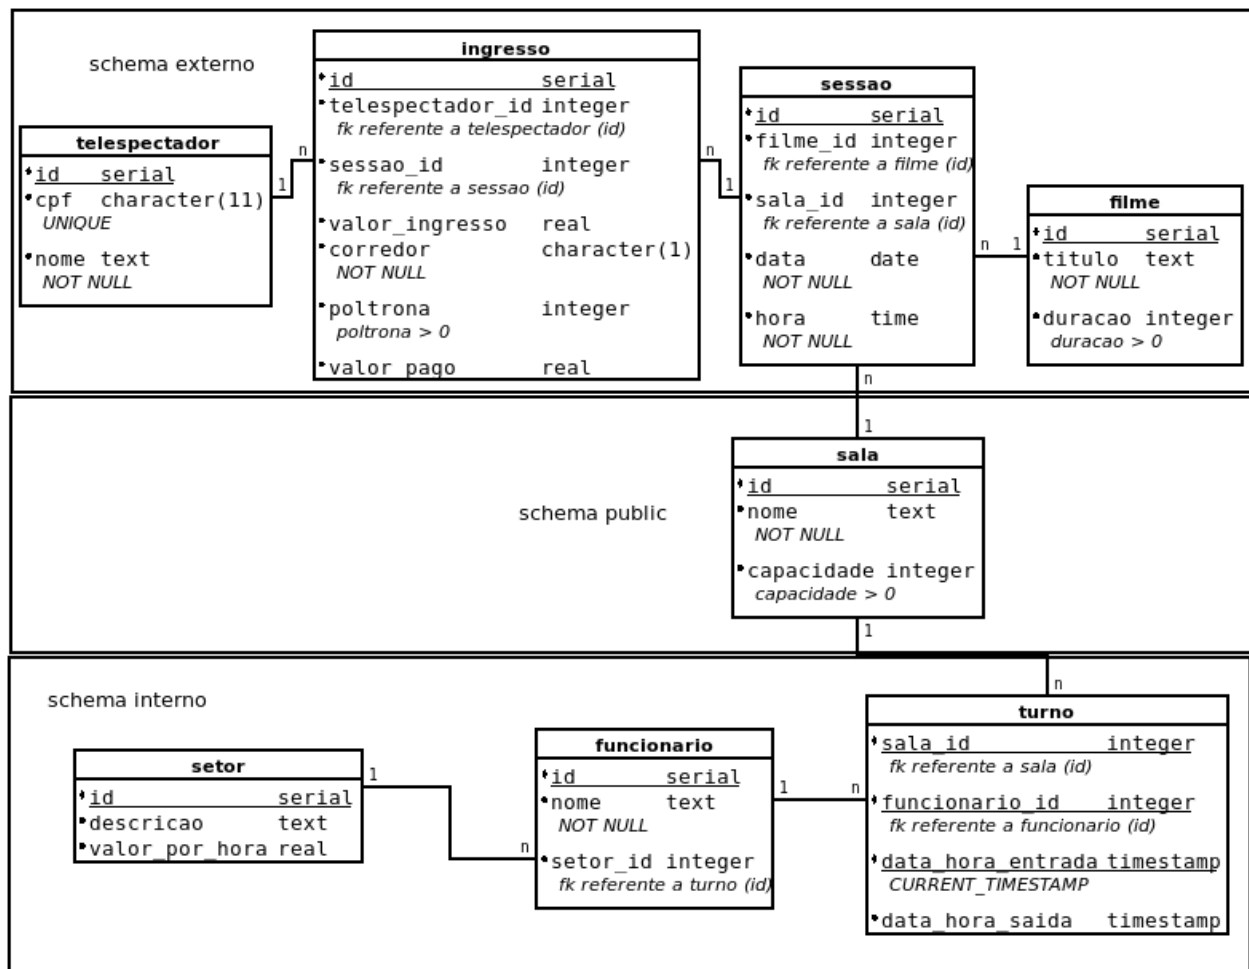 schema externo
telespectador
id serial
cpf character(11)
UNIQUE
nome text
NOT NULL
1
n
ingresso
id serial
telespectador_id integer
fk referente a telespectador (id)
sessao_id integer
fk referente a sessao (id)
valor_ingresso real
corredor character(1)
NOT NULL
poltrona integer
poltrona > 0
valor_pago real
n
1
sessao
id serial
filme_id integer
fk referente a filme (id)
sala_id integer
fk referente a sala (id)
data date
NOT NULL
hora time
NOT NULL
n
1
filme
id serial
titulo text
NOT NULL
duracao integer
duracao > 0
n
1
schema public
sala
id serial
nome text
NOT NULL
capacidade integer
capacidade > 0
1
n
schema interno
setor
id serial
descricao text
valor_por_hora real
1
n
funcionario
id serial
nome text
NOT NULL
setor_id integer
fk referente a turno (id)
1
n
turno
sala_id integer
fk referente a sala (id)
funcionario_id integer
fk referente a funcionario (id)
data_hora_entrada timestamp
CURRENT_TIMESTAMP
data_hora_saida timestamp